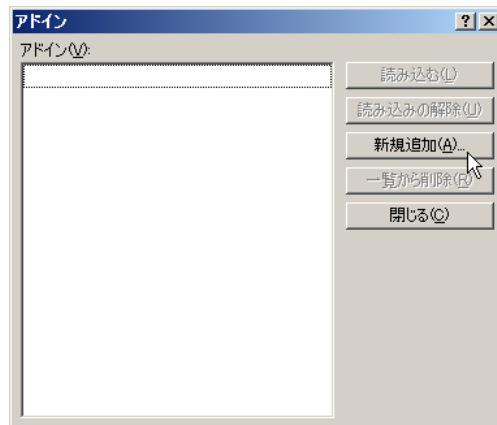 アドイン
アドイン(V):
読み込む(L)
読み込みの解除(U)
新規追加(A)...
一覧から削除(R)
閉じる(C)